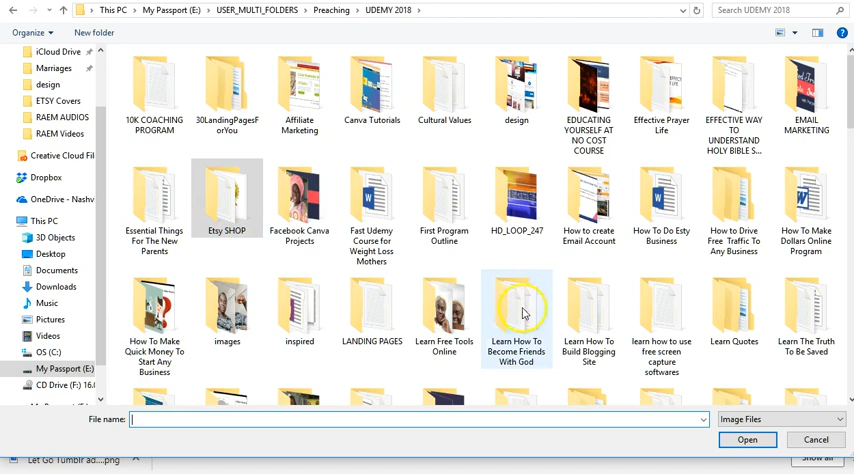 This PC > My Passport (E:) > USER_MULTI_FOLDERS > Preaching > UDEMY 2018 >
Search UDEMY 2018
Organize
New folder
iCloud Drive
Marriages
design
ETSY Covers
RAEM AUDIOS
RAEM Videos
Creative Cloud Fil
Dropbox
OneDrive - Nashv
This PC
3D Objects
Desktop
Documents
Downloads
Music
Pictures
Videos
OS (C:)
My Passport (E:)
CD Drive (F:) 16.0
10K COACHING
PROGRAM
30LandingPagesF
orYou
Affiliate
Marketing
Canva Tutorials
Cultural Values
design
EDUCATING
YOURSELF AT
NO COST
COURSE
Effective Prayer
Life
EFFECTIVE WAY
TO
UNDERSTAND
HOLY BIBLE S...
EMAIL
MARKETING
Essential Things
For The New
Parents
Etsy SHOP
Facebook Canva
Projects
Fast Udemy
Course for
Weight Loss
Mothers
First Program
Outline
HD_LOOP_247
How to create
Email Account
How To Do Esty
Business
How to Drive
Free Traffic To
Any Business
How To Make
Dollars Online
Program
How To Make
Quick Money To
Start Any
Business
images
inspired
LANDING PAGES
Learn Free Tools
Online
Learn How To
Become Friends
With God
Learn How To
Build Blogging
Site
learn how to use
free screen
capture
softwares
Learn Quotes
Learn The Truth
To Be Saved
File name:
Image Files
Open
Cancel
Let Go Tumblr ad....png
Show all